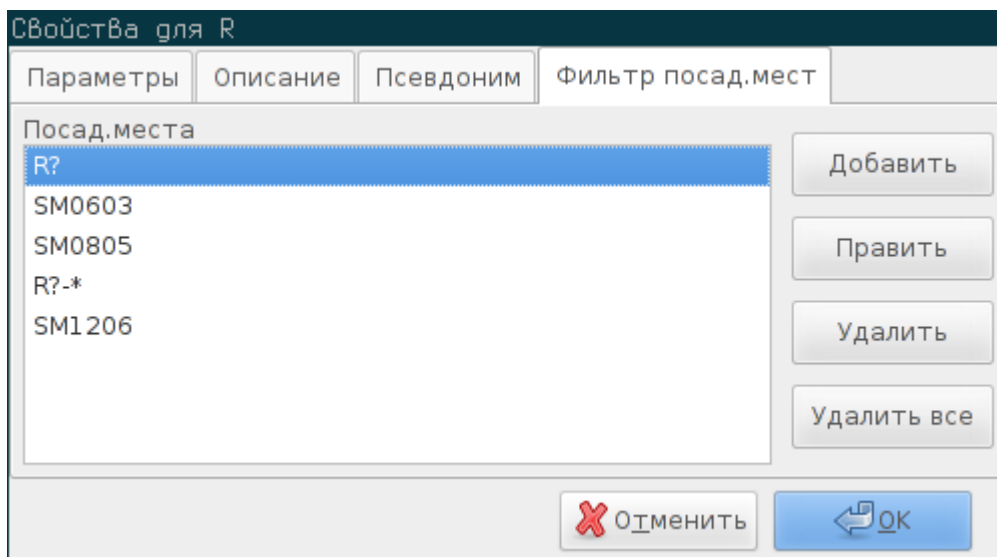 Свойства для R
Параметры Описание Псевдоним Фильтр посад.мест
Посад.места
R?
SM0603
SM0805
R?-*
SM1206
Добавить
Править
Удалить
Удалить все
Отменить OK